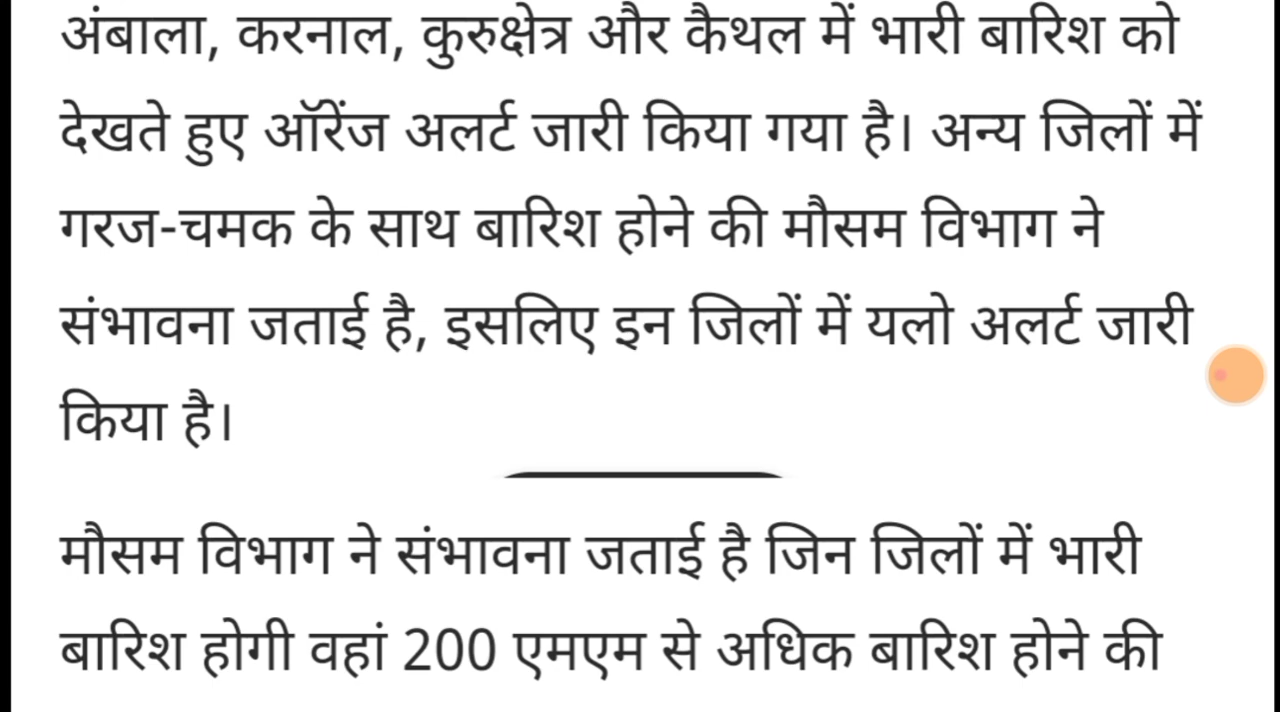 अंबाला, करनाल, कुरुक्षेत्र और कैथल में भारी बारिश को
देखते हुए ऑरेंज अलर्ट जारी किया गया है। अन्य जिलों में
गरज-चमक के साथ बारिश होने की मौसम विभाग ने
संभावना जताई है, इसलिए इन जिलों में यलो अलर्ट जारी
किया है।
मौसम विभाग ने संभावना जताई है जिन जिलों में भारी
बारिश होगी वहां 200 एमएम से अधिक बारिश होने की